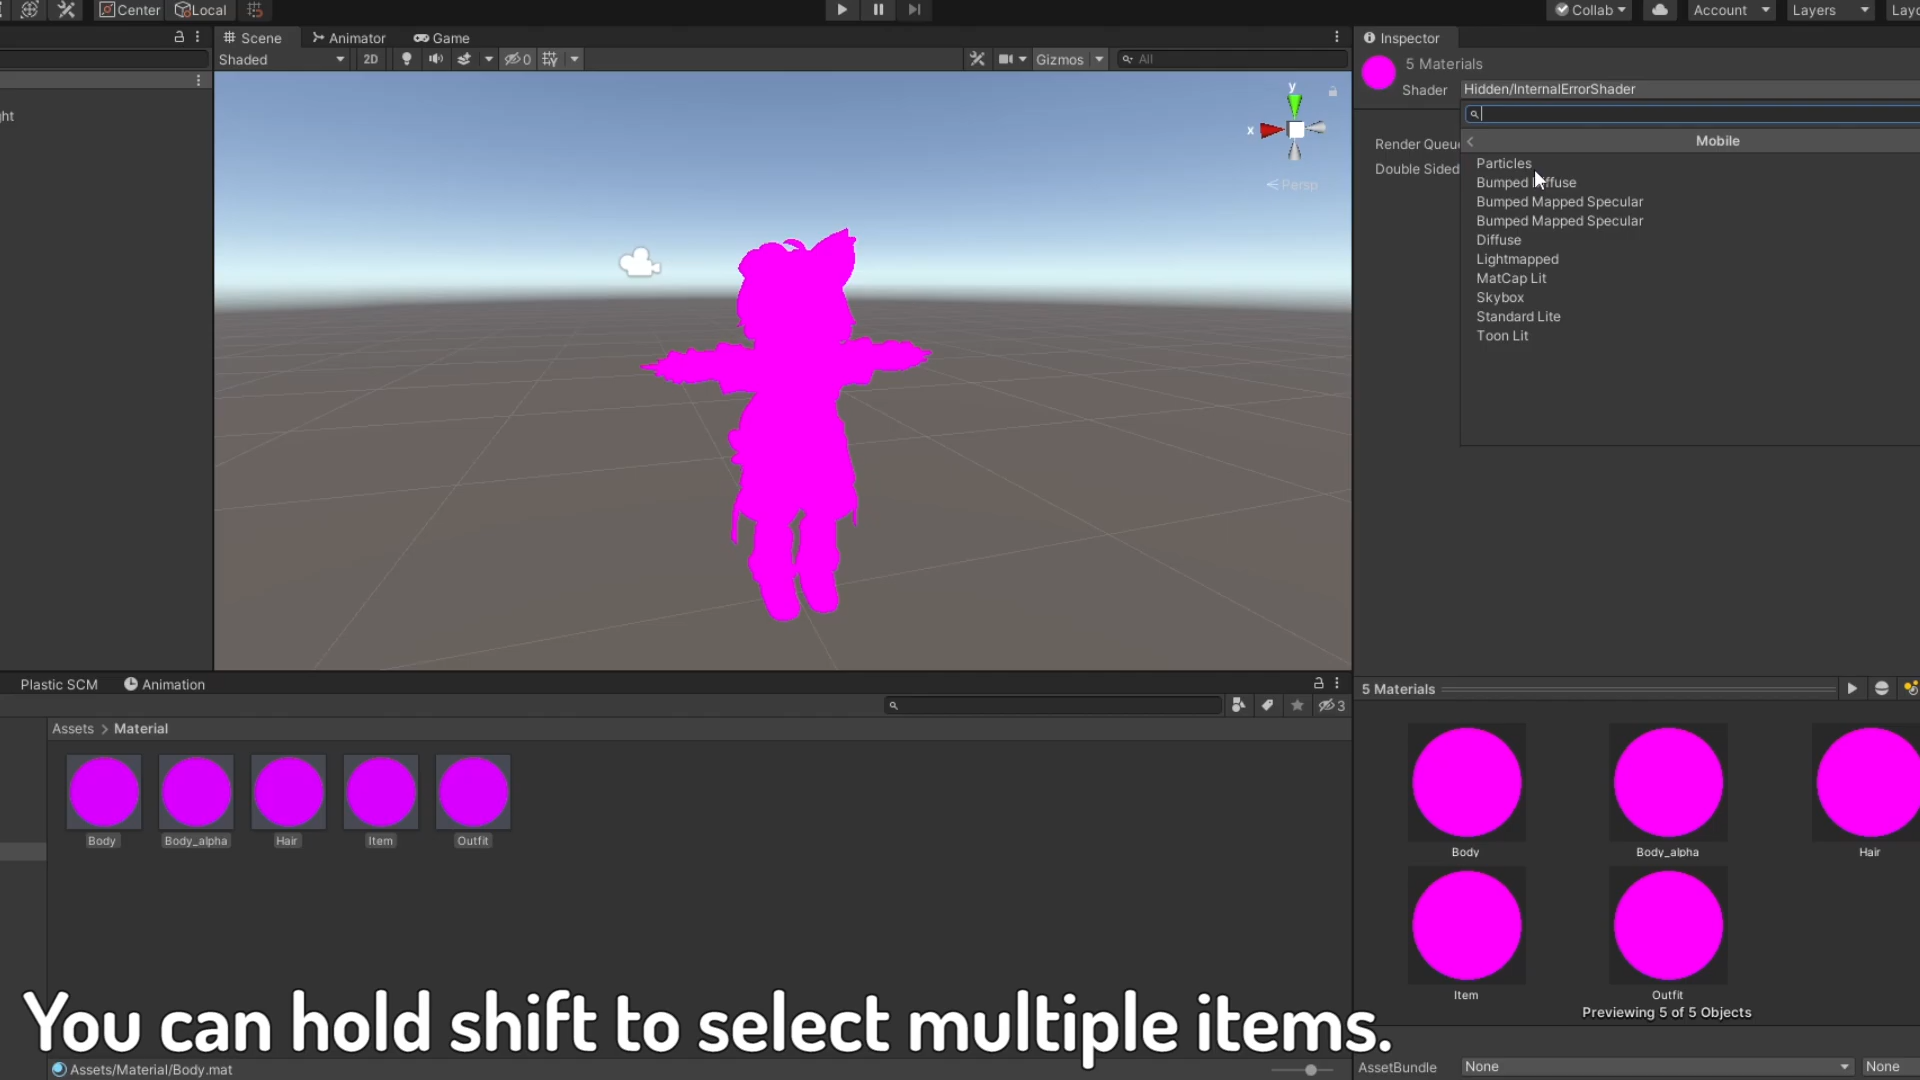 Center
Local
Collab
Account
Layers
Scene
Animator
Game
Inspector
ht
Shaded
2D
0
Gizmos
All
5 Materials
Shader
Hidden/InternalErrorShader
Mobile
Render Queu
Double Sided
Particles
Bumped Mapped Specular
Bumped Mapped Specular
Diffuse
Lightmapped
MatCap Lit
Skybox
Standard Lite
Toon Lit
y
x
Persp
Plastic SCM
Animation
3
Assets > Material
Body
Body_alpha
Hair
Item
Outfit
5 Materials
Body
Body_alpha
Hair
Item
Outfit
Previewing 5 of 5 Objects
You can hold shift to select multiple items.
Assets/Material/Body.mat
AssetBundle
None
None